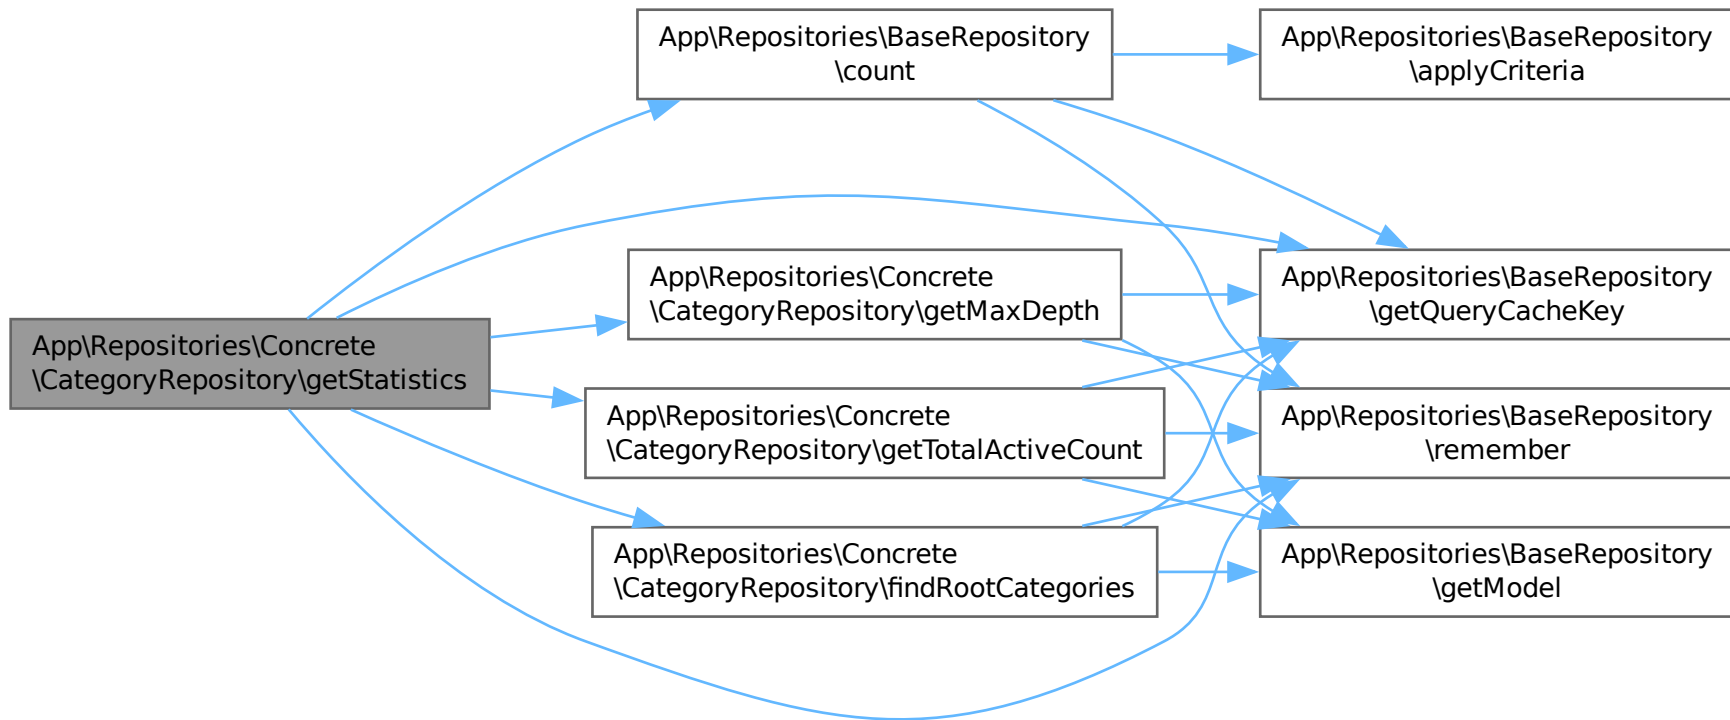 App\Repositories\BaseRepository
\count
App\Repositories\BaseRepository
\applyCriteria
App\Repositories\Concrete
\CategoryRepository\getMaxDepth
App\Repositories\BaseRepository
\getQueryCacheKey
App\Repositories\Concrete
\CategoryRepository\getStatistics
App\Repositories\Concrete
\CategoryRepository\getTotalActiveCount
App\Repositories\BaseRepository
\remember
App\Repositories\Concrete
\CategoryRepository\findRootCategories
App\Repositories\BaseRepository
\getModel